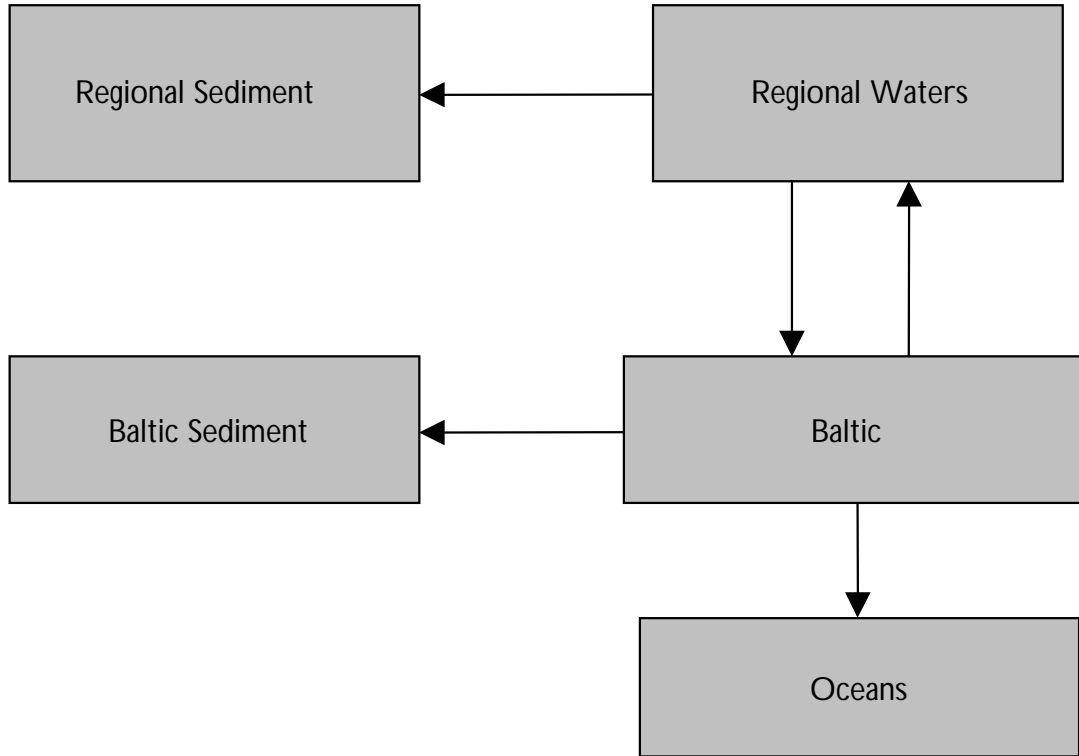 Regional Sediment
Regional Waters
Baltic Sediment
Baltic
Oceans